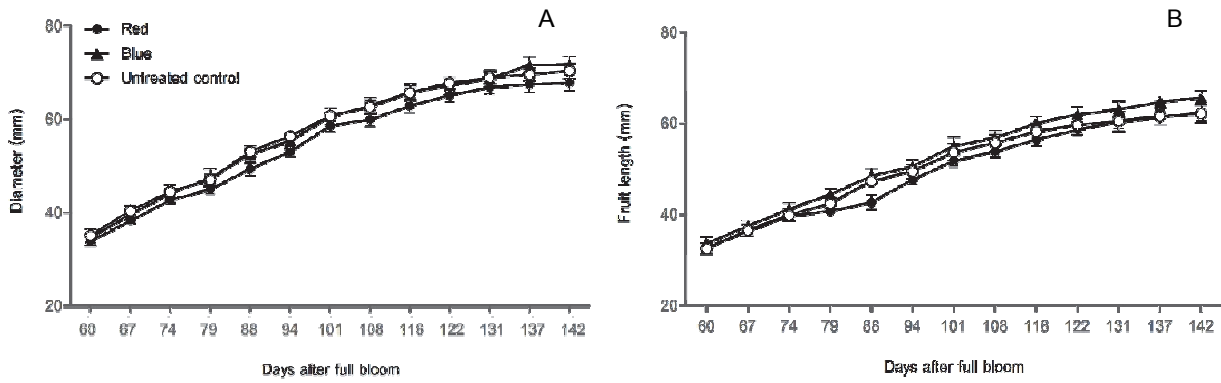 A
80
Red
Blue
Untreated control
60
40
20
Diameter (mm)
60 67 74 79 88 94 101 108 116 122 131 137 142
Days after full bloom
B
80
60
40
20
Fruit length (mm)
60 67 74 79 86 94 101 108 116 122 131 137 142
Days after full bloom